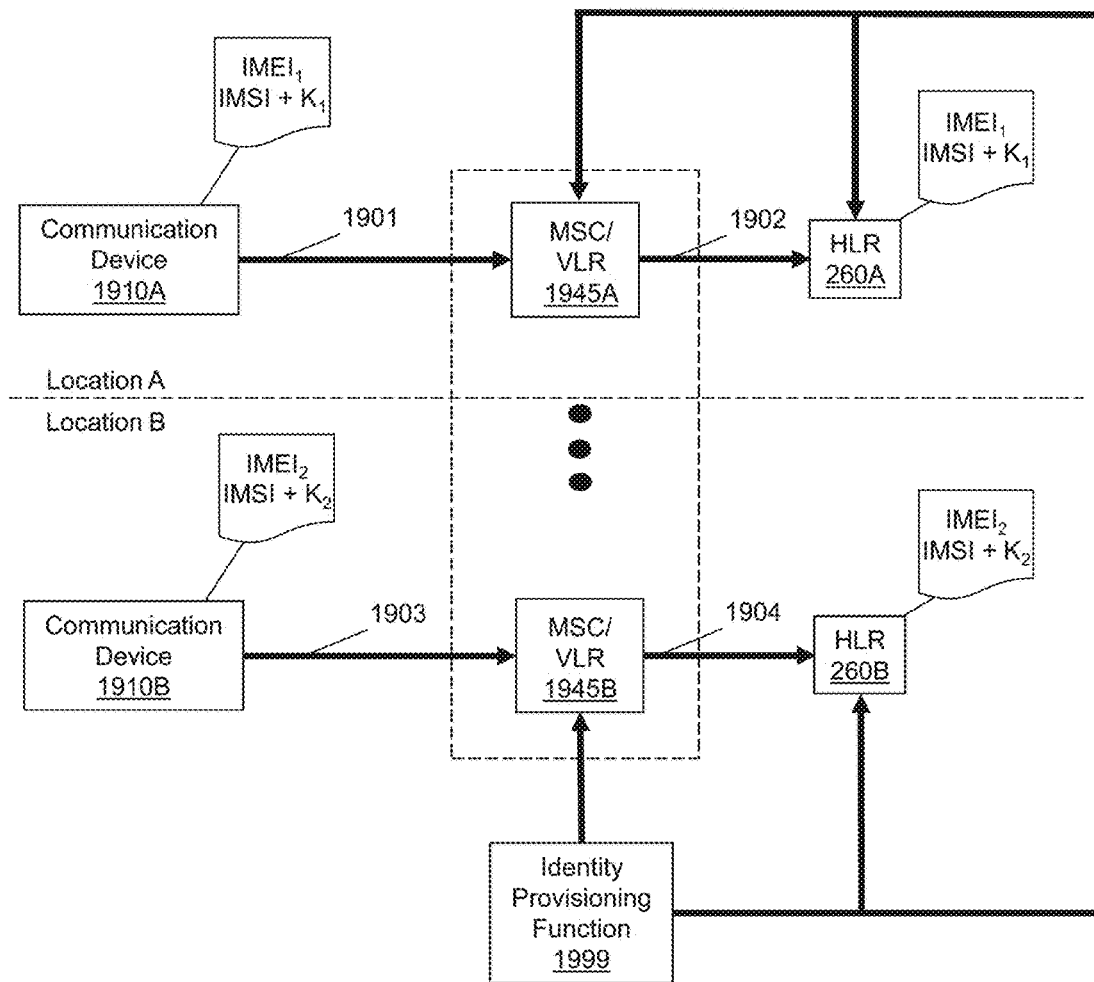 IMEI₁
IMSI + K₁
IMEI₁
IMSI + K₁
Communication
Device
1910A
1901
MSC/
VLR
1945A
1902
HLR
260A
Location A
Location B
IMEI₂
IMSI + K₂
IMEI₂
IMSI + K₂
Communication
Device
1910B
1903
MSC/
VLR
1945B
1904
HLR
260B
Identity
Provisioning
Function
1999